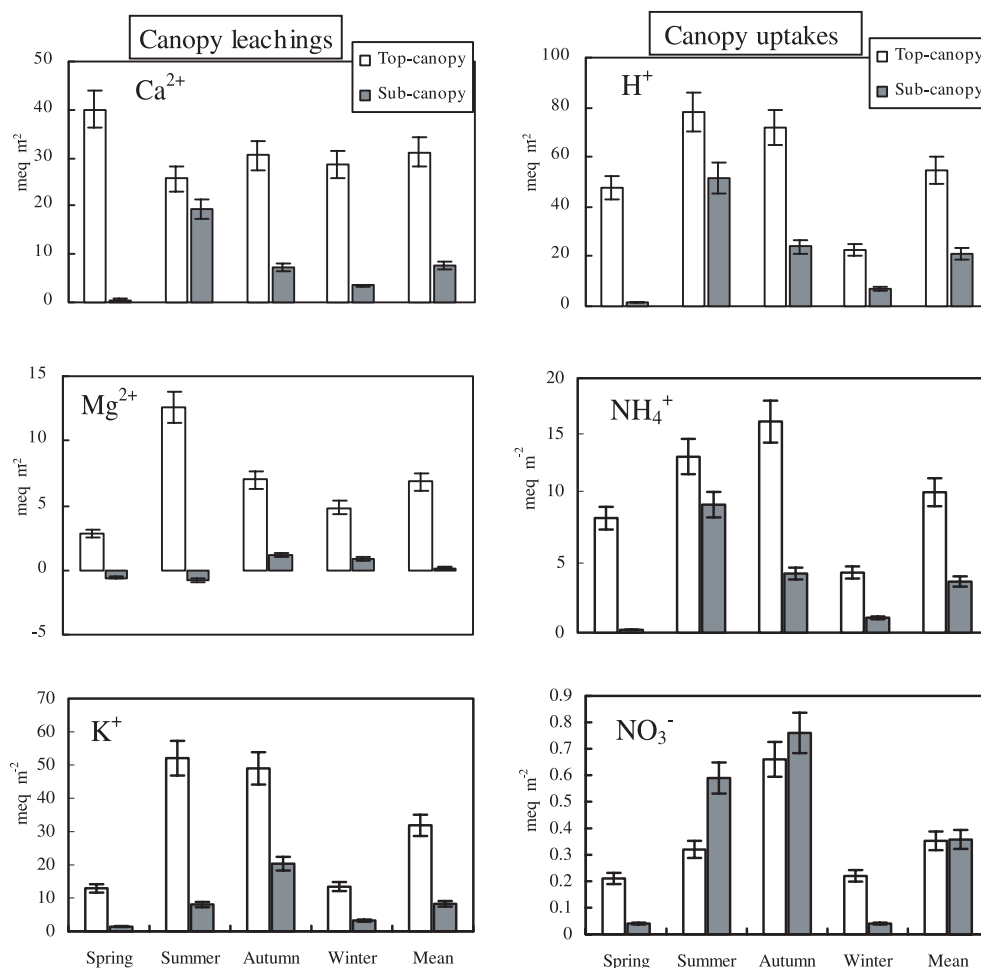 Canopy leachings
Top-canopy
Sub-canopy
Ca²⁺
meq m²
50
40
30
20
10
0
Canopy uptakes
Top-canopy
Sub-canopy
H⁺
meq m²
100
80
60
40
20
0
Mg²⁺
meq m²
15
10
5
0
-5
NH₄⁺
meq m⁻²
20
15
10
5
0
K⁺
meq m⁻²
70
60
50
40
30
20
10
0
Spring Summer Autumn Winter Mean
NO₃⁻
meq m⁻²
0.9
0.8
0.7
0.6
0.5
0.4
0.3
0.2
0.1
0
Spring Summer Autumn Winter Mean